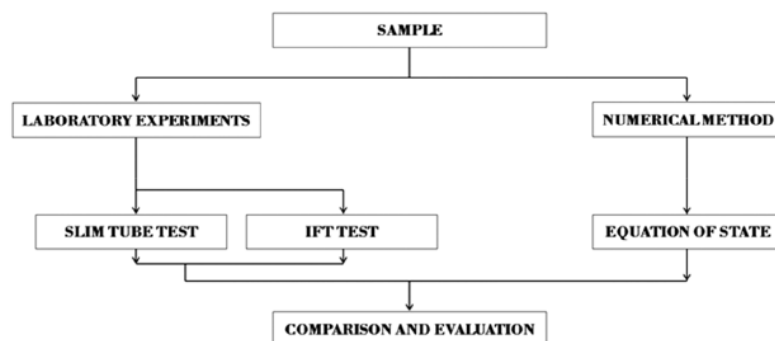 SAMPLE
LABORATORY EXPERIMENTS
NUMERICAL METHOD
SLIM TUBE TEST
IFT TEST
EQUATION OF STATE
COMPARISON AND EVALUATION